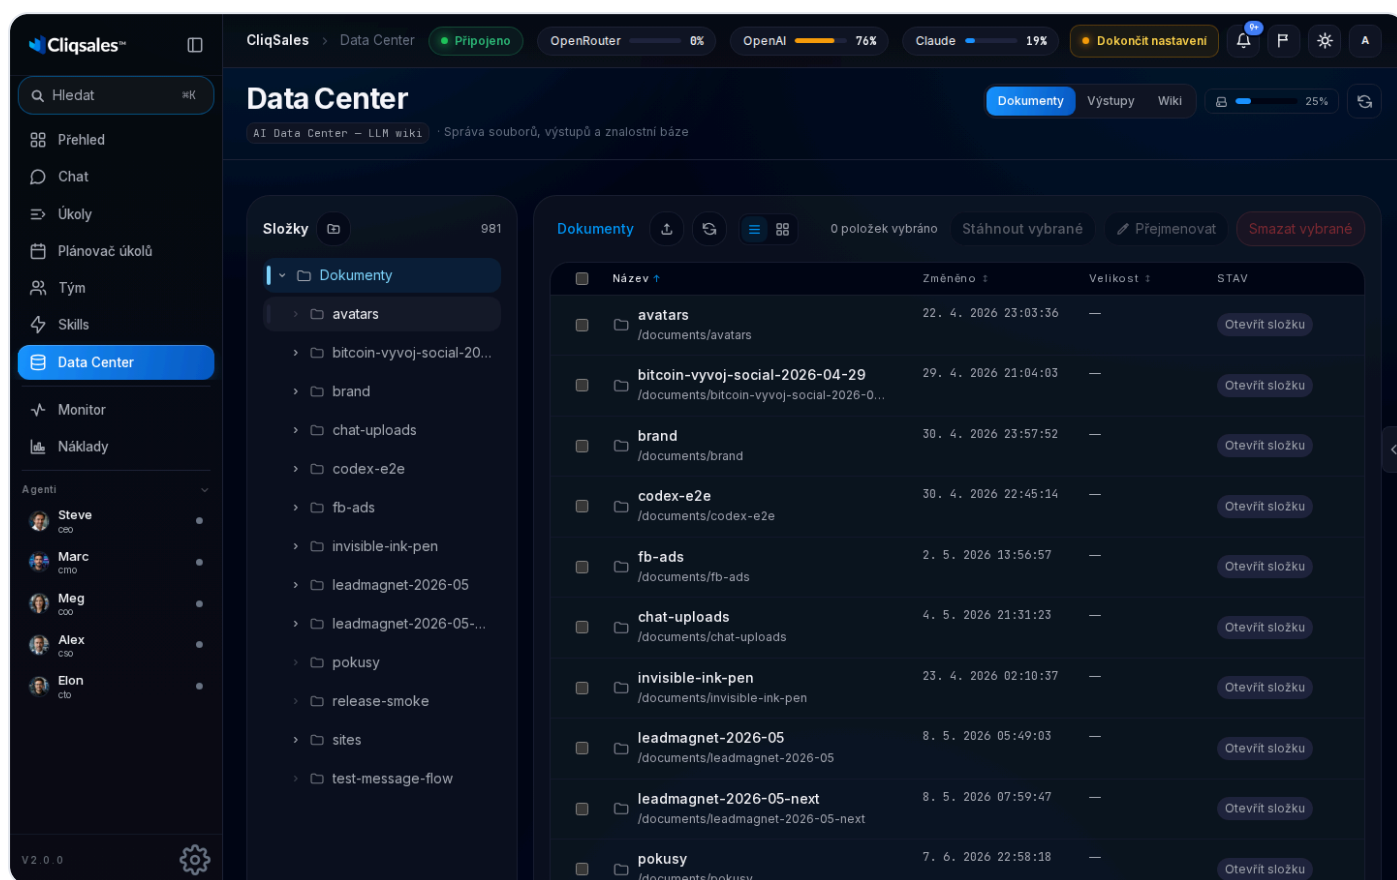 Cliqsales™
Hledat ⌘K
Přehled
Chat
Úkoly
Plánovač úkolů
Tým
Skills
Data Center
Monitor
Náklady
Agenti
Steve
ceo
Marc
cmo
Meg
coo
Alex
cso
Elon
cto
V2.0.0
CliqSales > Data Center
Připojeno
OpenRouter 0%
OpenAI 76%
Claude 19%
Dokončit nastavení
9+
A
Data Center
AI Data Center — LLM wiki · Správa souborů, výstupů a znalostní báze
Dokumenty Výstupy Wiki
25%
Složky 981
Dokumenty
avatars
bitcoin-vyvoj-social-20...
brand
chat-uploads
codex-e2e
fb-ads
invisible-ink-pen
leadmagnet-2026-05
leadmagnet-2026-05-...
pokusy
release-smoke
sites
test-message-flow
Dokumenty 0 položek vybráno Stáhnout vybrané Přejmenovat Smazat vybrané
Název ↑ Změněno ↕ Velikost ↕ STAV
avatars 22. 4. 2026 23:03:36 — Otevřít složku
/documents/avatars
bitcoin-vyvoj-social-2026-04-29 29. 4. 2026 21:04:03 — Otevřít složku
/documents/bitcoin-vyvoj-social-2026-0...
brand 30. 4. 2026 23:57:52 — Otevřít složku
/documents/brand
codex-e2e 30. 4. 2026 22:45:14 — Otevřít složku
/documents/codex-e2e
fb-ads 2. 5. 2026 13:56:57 — Otevřít složku
/documents/fb-ads
chat-uploads 4. 5. 2026 21:31:23 — Otevřít složku
/documents/chat-uploads
invisible-ink-pen 23. 4. 2026 02:10:37 — Otevřít složku
/documents/invisible-ink-pen
leadmagnet-2026-05 8. 5. 2026 05:49:03 — Otevřít složku
/documents/leadmagnet-2026-05
leadmagnet-2026-05-next 8. 5. 2026 07:59:47 — Otevřít složku
/documents/leadmagnet-2026-05-next
pokusy 7. 6. 2026 22:58:18 — Otevřít složku
/documents/pokusy